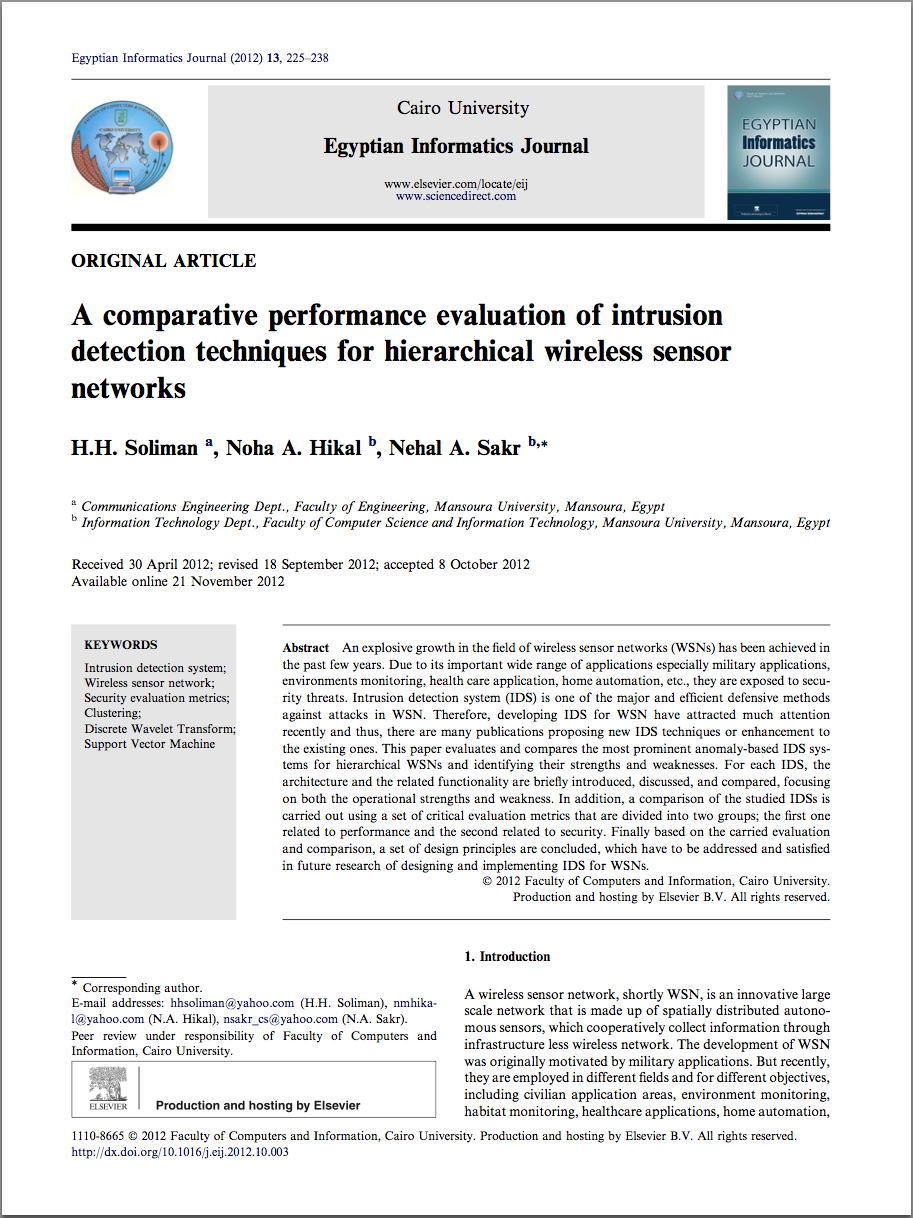 Egyptian Informatics Journal (2012) 13, 225–238
FACULTY OF COMPUTERS & INFORMATION
CAIRO UNIVERSITY
Cairo University
Egyptian Informatics Journal
www.elsevier.com/locate/eij
www.sciencedirect.com
EGYPTIAN
Informatics
JOURNAL
ORIGINAL ARTICLE
A comparative performance evaluation of intrusion
detection techniques for hierarchical wireless sensor
networks
H.H. Soliman a, Noha A. Hikal b, Nehal A. Sakr b,*
a Communications Engineering Dept., Faculty of Engineering, Mansoura University, Mansoura, Egypt
b Information Technology Dept., Faculty of Computer Science and Information Technology, Mansoura University, Mansoura, Egypt
Received 30 April 2012; revised 18 September 2012; accepted 8 October 2012
Available online 21 November 2012
KEYWORDS
Intrusion detection system;
Wireless sensor network;
Security evaluation metrics;
Clustering;
Discrete Wavelet Transform;
Support Vector Machine
Abstract An explosive growth in the field of wireless sensor networks (WSNs) has been achieved in
the past few years. Due to its important wide range of applications especially military applications,
environments monitoring, health care application, home automation, etc., they are exposed to secu-
rity threats. Intrusion detection system (IDS) is one of the major and efficient defensive methods
against attacks in WSN. Therefore, developing IDS for WSN have attracted much attention
recently and thus, there are many publications proposing new IDS techniques or enhancement to
the existing ones. This paper evaluates and compares the most prominent anomaly-based IDS sys-
tems for hierarchical WSNs and identifying their strengths and weaknesses. For each IDS, the
architecture and the related functionality are briefly introduced, discussed, and compared, focusing
on both the operational strengths and weakness. In addition, a comparison of the studied IDSs is
carried out using a set of critical evaluation metrics that are divided into two groups; the first one
related to performance and the second related to security. Finally based on the carried evaluation
and comparison, a set of design principles are concluded, which have to be addressed and satisfied
in future research of designing and implementing IDS for WSNs.
© 2012 Faculty of Computers and Information, Cairo University.
Production and hosting by Elsevier B.V. All rights reserved.
* Corresponding author.
E-mail addresses: hhsoliman@yahoo.com (H.H. Soliman), nmhika-
l@yahoo.com (N.A. Hikal), nsakr_cs@yahoo.com (N.A. Sakr).
Peer review under responsibility of Faculty of Computers and
Information, Cairo University.
ELSEVIER
Production and hosting by Elsevier
1. Introduction
A wireless sensor network, shortly WSN, is an innovative large
scale network that is made up of spatially distributed autono-
mous sensors, which cooperatively collect information through
infrastructure less wireless network. The development of WSN
was originally motivated by military applications. But recently,
they are employed in different fields and for different objectives,
including civilian application areas, environment monitoring,
habitat monitoring, healthcare applications, home automation,
1110-8665 © 2012 Faculty of Computers and Information, Cairo University. Production and hosting by Elsevier B.V. All rights reserved.
http://dx.doi.org/10.1016/j.eij.2012.10.003